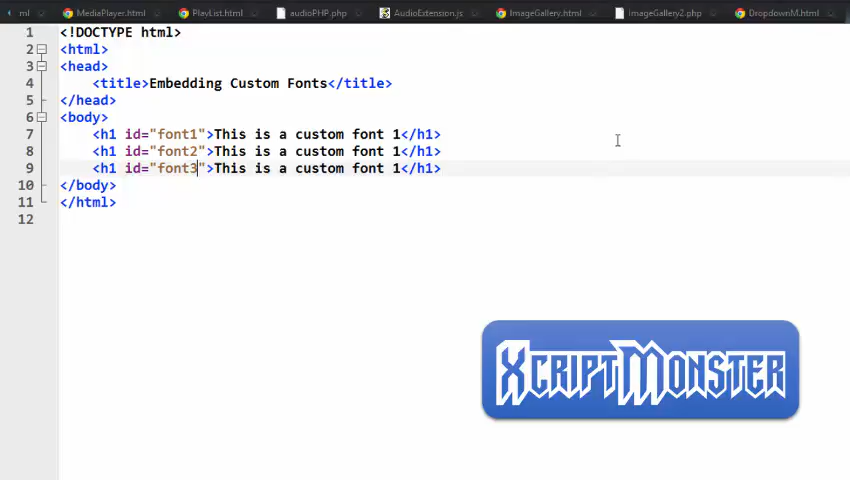 ml MediaPlayer.html PlayList.html audioPHP.php AudioExtension.js ImageGallery.html ImageGallery2.php DropdownM.html
1 <!DOCTYPE html>
2 <html>
3 <head>
4 <title>Embedding Custom Fonts</title>
5 </head>
6 <body>
7 <h1 id="font1">This is a custom font 1</h1>
8 <h1 id="font2">This is a custom font 1</h1>
9 <h1 id="font3">This is a custom font 1</h1>
10 </body>
11 </html>
12
XcriptMonster